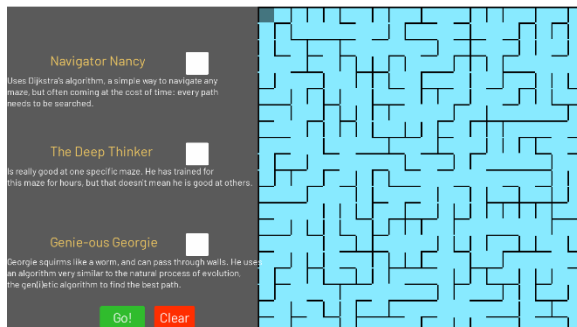 Navigator Nancy
Uses Dijkstra's algorithm, a simple way to navigate any
maze, but often coming at the cost of time: every path
needs to be searched.
The Deep Thinker
Is really good at one specific maze. He has trained for
this maze for hours, but that doesn't mean he is good at others.
Genie-ous Georgie
Georgie squirms like a worm, and can pass through walls. He uses
an algorithm very similar to the natural process of evolution,
the gen(i)etic algorithm to find the best path.
Go!
Clear